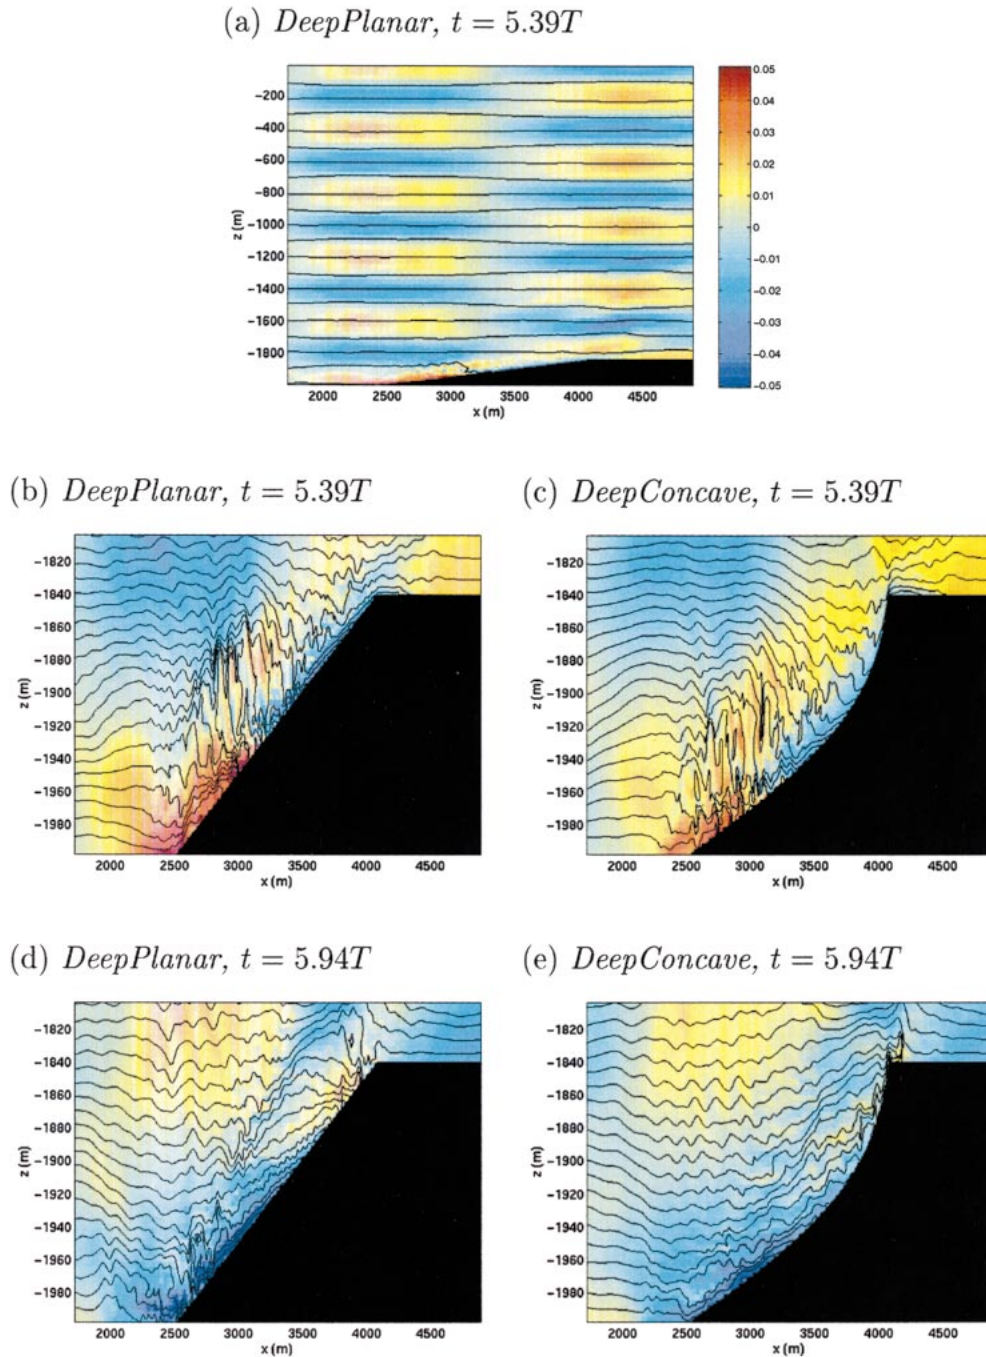 (a) DeepPlanar, t = 5.39T
0.05
0.04
0.03
0.02
0.01
0
−0.01
−0.02
−0.03
−0.04
−0.05
−200
−400
−600
−800
−1000
−1200
−1400
−1600
−1800
z (m)
2000 2500 3000 3500 4000 4500
x (m)
(b) DeepPlanar, t = 5.39T
−1820
−1840
−1860
−1880
−1900
−1920
−1940
−1960
−1980
z (m)
2000 2500 3000 3500 4000 4500
x (m)
(c) DeepConcave, t = 5.39T
−1820
−1840
−1860
−1880
−1900
−1920
−1940
−1960
−1980
z (m)
2000 2500 3000 3500 4000 4500
x (m)
(d) DeepPlanar, t = 5.94T
−1820
−1840
−1860
−1880
−1900
−1920
−1940
−1960
−1980
z (m)
2000 2500 3000 3500 4000 4500
x (m)
(e) DeepConcave, t = 5.94T
−1820
−1840
−1860
−1880
−1900
−1920
−1940
−1960
−1980
z (m)
2000 2500 3000 3500 4000 4500
x (m)